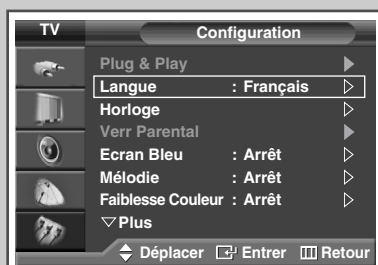 TV
Configuration
Plug & Play
Langue : Français
Horloge
Verr Parental
Ecran Bleu : Arrêt
Mélodie : Arrêt
Faiblesse Couleur : Arrêt
Plus
Déplacer Entrer Retour